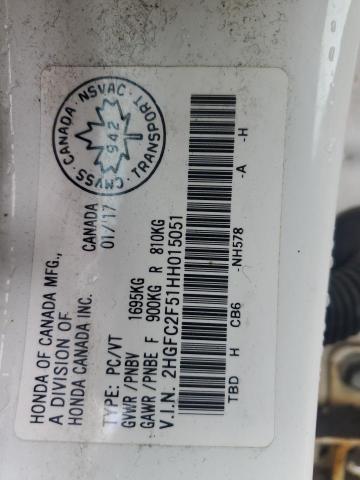 HONDA OF CANADA MFG.,
A DIVISION OF
HONDA CANADA INC.
CANADA
01/'17
CMVSS CANADA NSVAC
TRANSPORT
942
TYPE: PC/VT
GVWR/PNBV 1695KG
GAWR/PNBE F 900KG R 810KG
V.I.N. 2HGFC2F51HH015051
TBD H CB6 -NH578 -A -H